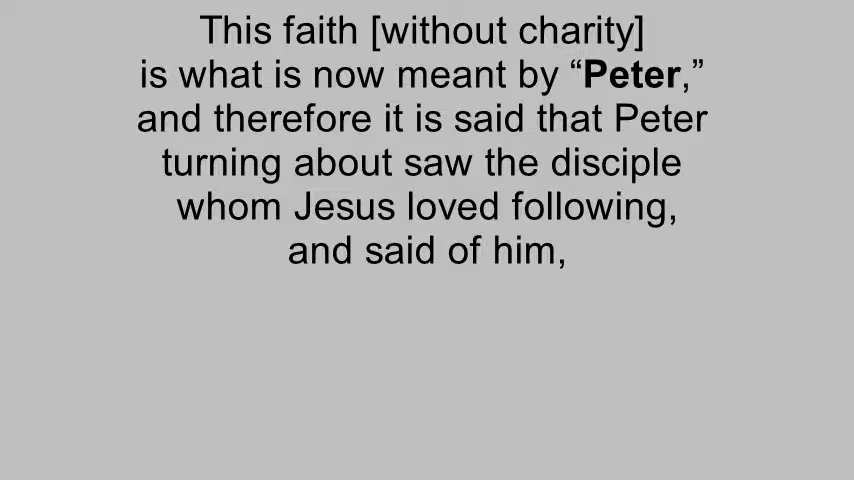 This faith [without charity]
is what is now meant by “Peter,”
and therefore it is said that Peter
turning about saw the disciple
whom Jesus loved following,
and said of him,